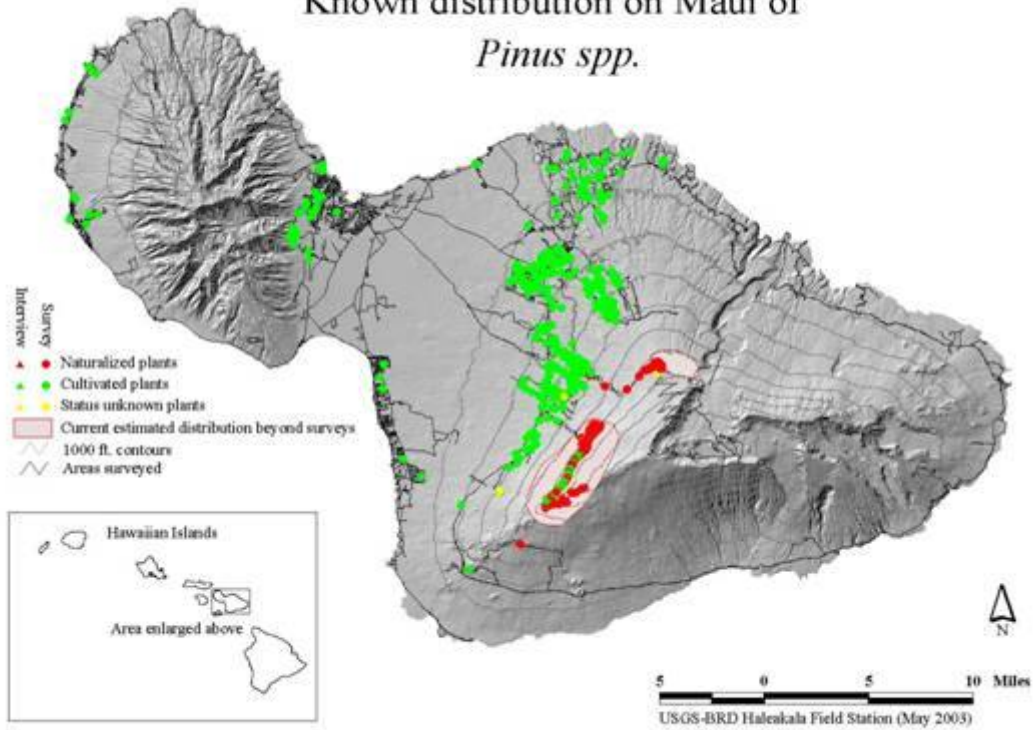 Known distribution on Maui of
Pinus spp.
Interview
Survey
Naturalized plants
Cultivated plants
Status unknown plants
Current estimated distribution beyond surveys
1000 ft. contours
Areas surveyed
Hawaiian Islands
Area enlarged above
N
5 0 5 10 Miles
USGS-BRD Haleakala Field Station (May 2003)